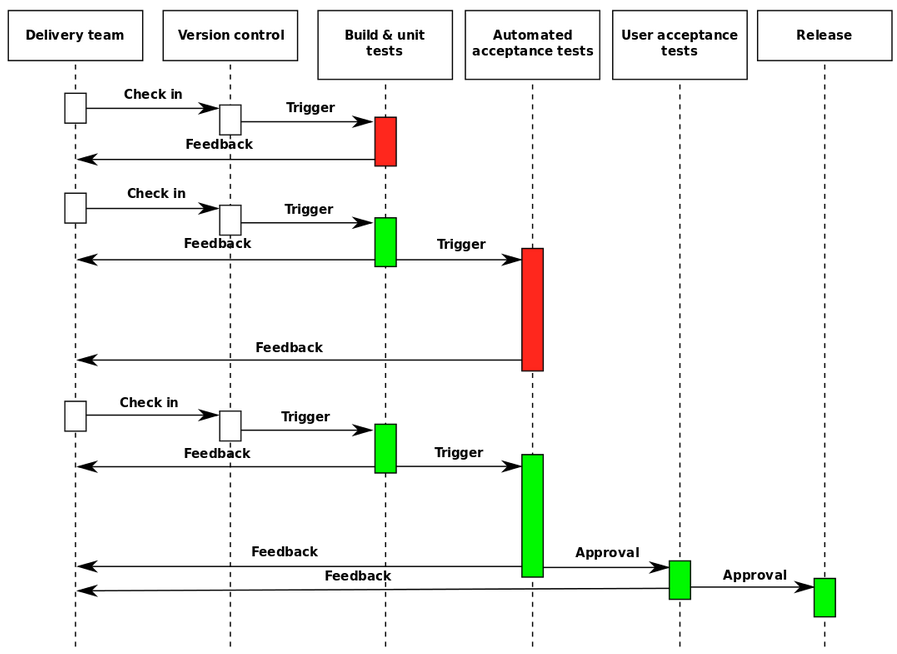 Delivery team
Version control
Build & unit
tests
Automated
acceptance tests
User acceptance
tests
Release
Check in
Trigger
Feedback
Check in
Trigger
Feedback
Trigger
Feedback
Check in
Trigger
Feedback
Trigger
Feedback
Approval
Feedback
Approval